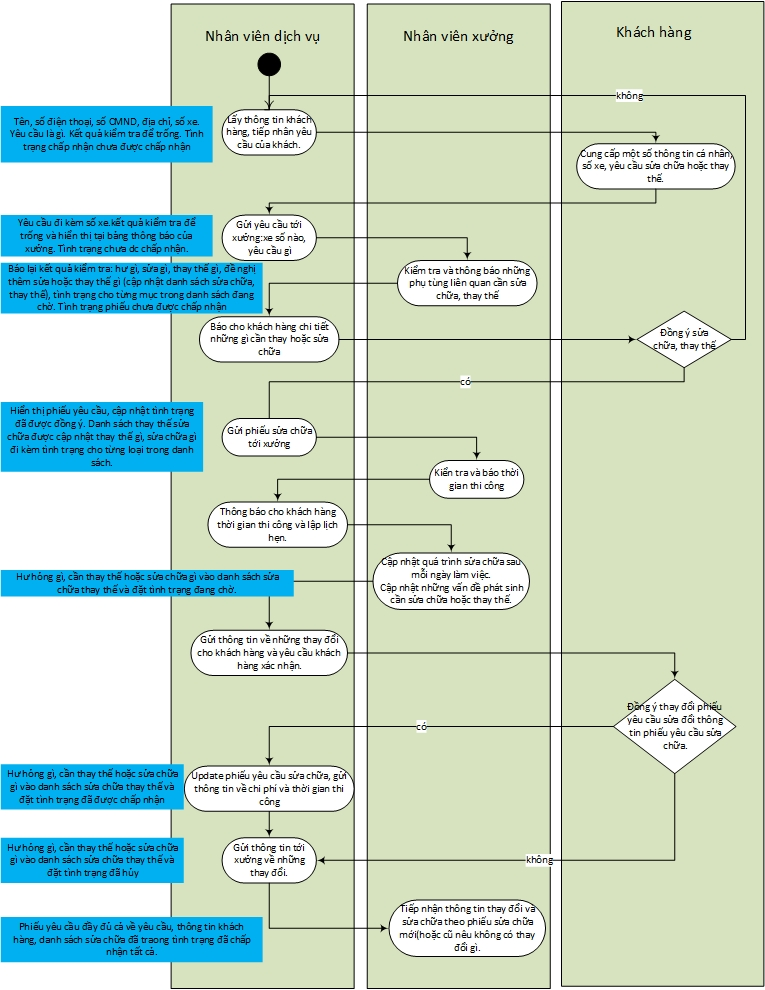 Nhân viên dịch vụ
Nhân viên xưởng
Khách hàng
không
Tên, số điện thoại, số CMND, địa chỉ, số xe.
Yêu cầu là gì. Kết quả kiểm tra để trống. Tình
trạng chấp nhận chưa được chấp nhận
Lấy thông tin khách
hàng, tiếp nhân yêu
cầu của khách.
Cung cấp một số thông tin cá nhân,
số xe, yêu cầu sửa chữa hoặc thay
thế.
Yêu cầu đi kèm số xe.kết quả kiểm tra để
trống và hiển thị tại bảng thông báo của
xưởng. Tình trạng chưa dc chấp nhận.
Gửi yêu cầu tới
xưởng:xe số nào,
yêu cầu gì
Báo lại kết quả kiểm tra: hư gì, sửa gì, thay thế gì, đề nghị
thêm sửa hoặc thay thế gì (cập nhật danh sách sửa chữa,
thay thế), tình trạng cho từng mục trong danh sách đang
chờ. Tình trạng phiếu chưa được chấp nhận
Kiểm tra và thông báo những
phụ tùng liên quan cần sửa
chữa, thay thế
Báo cho khách hàng chi tiết
những gì cần thay hoặc sửa
chữa
Đồng ý sửa
chữa, thay thế
có
Hiển thị phiếu yêu cầu, cập nhật tình trạng
đã được đồng ý. Danh sách thay thế sửa
chữa được cập nhật thay thế gì, sửa chữa gì
đi kèm tình trạng cho từng loại trong danh
sách.
Gửi phiếu sửa chữa
tới xưởng
Kiển tra và báo thời
gian thi công
Thông báo cho khách hàng
thời gian thi công và lập lịch
hẹn.
Cập nhật quá trình sửa chữa sau
mỗi ngày làm việc.
Cập nhật những vấn đề phát sinh
cần sửa chữa hoặc thay thế.
Hư hỏng gì, cần thay thế hoặc sửa chữa gì vào danh sách sửa
chữa thay thế và đặt tình trạng đang chờ.
Gửi thông tin về những thay đổi
cho khách hàng và yêu cầu khách
hàng xác nhận.
Đồng ý thay đổi phiếu
yêu cầu sửa đổi thông
tin phiếu yêu cầu sửa
chữa.
có
Hư hỏng gì, cần thay thế hoặc sửa chữa
gì vào danh sách sửa chữa thay thế và
đặt tình trạng đã được chấp nhận
Update phiếu yêu cầu sửa chữa, gửi
thông tin về chi phí và thời gian thi
công
Hư hỏng gì, cần thay thế hoặc sửa chữa
gì vào danh sách sửa chữa thay thế và
đặt tình trạng đã hủy
Gửi thông tin tới
xưởng về những
thay đổi.
không
Phiếu yêu cầu đầy đủ cả về yêu cầu, thông tin khách
hàng, danh sách sửa chữa đã traong tình trạng đã chấp
nhận tất cả.
Tiếp nhận thông tin thay đổi và
sửa chữa theo phiếu sửa chữa
mới(hoặc cũ nêu không có thay
đổi gì.